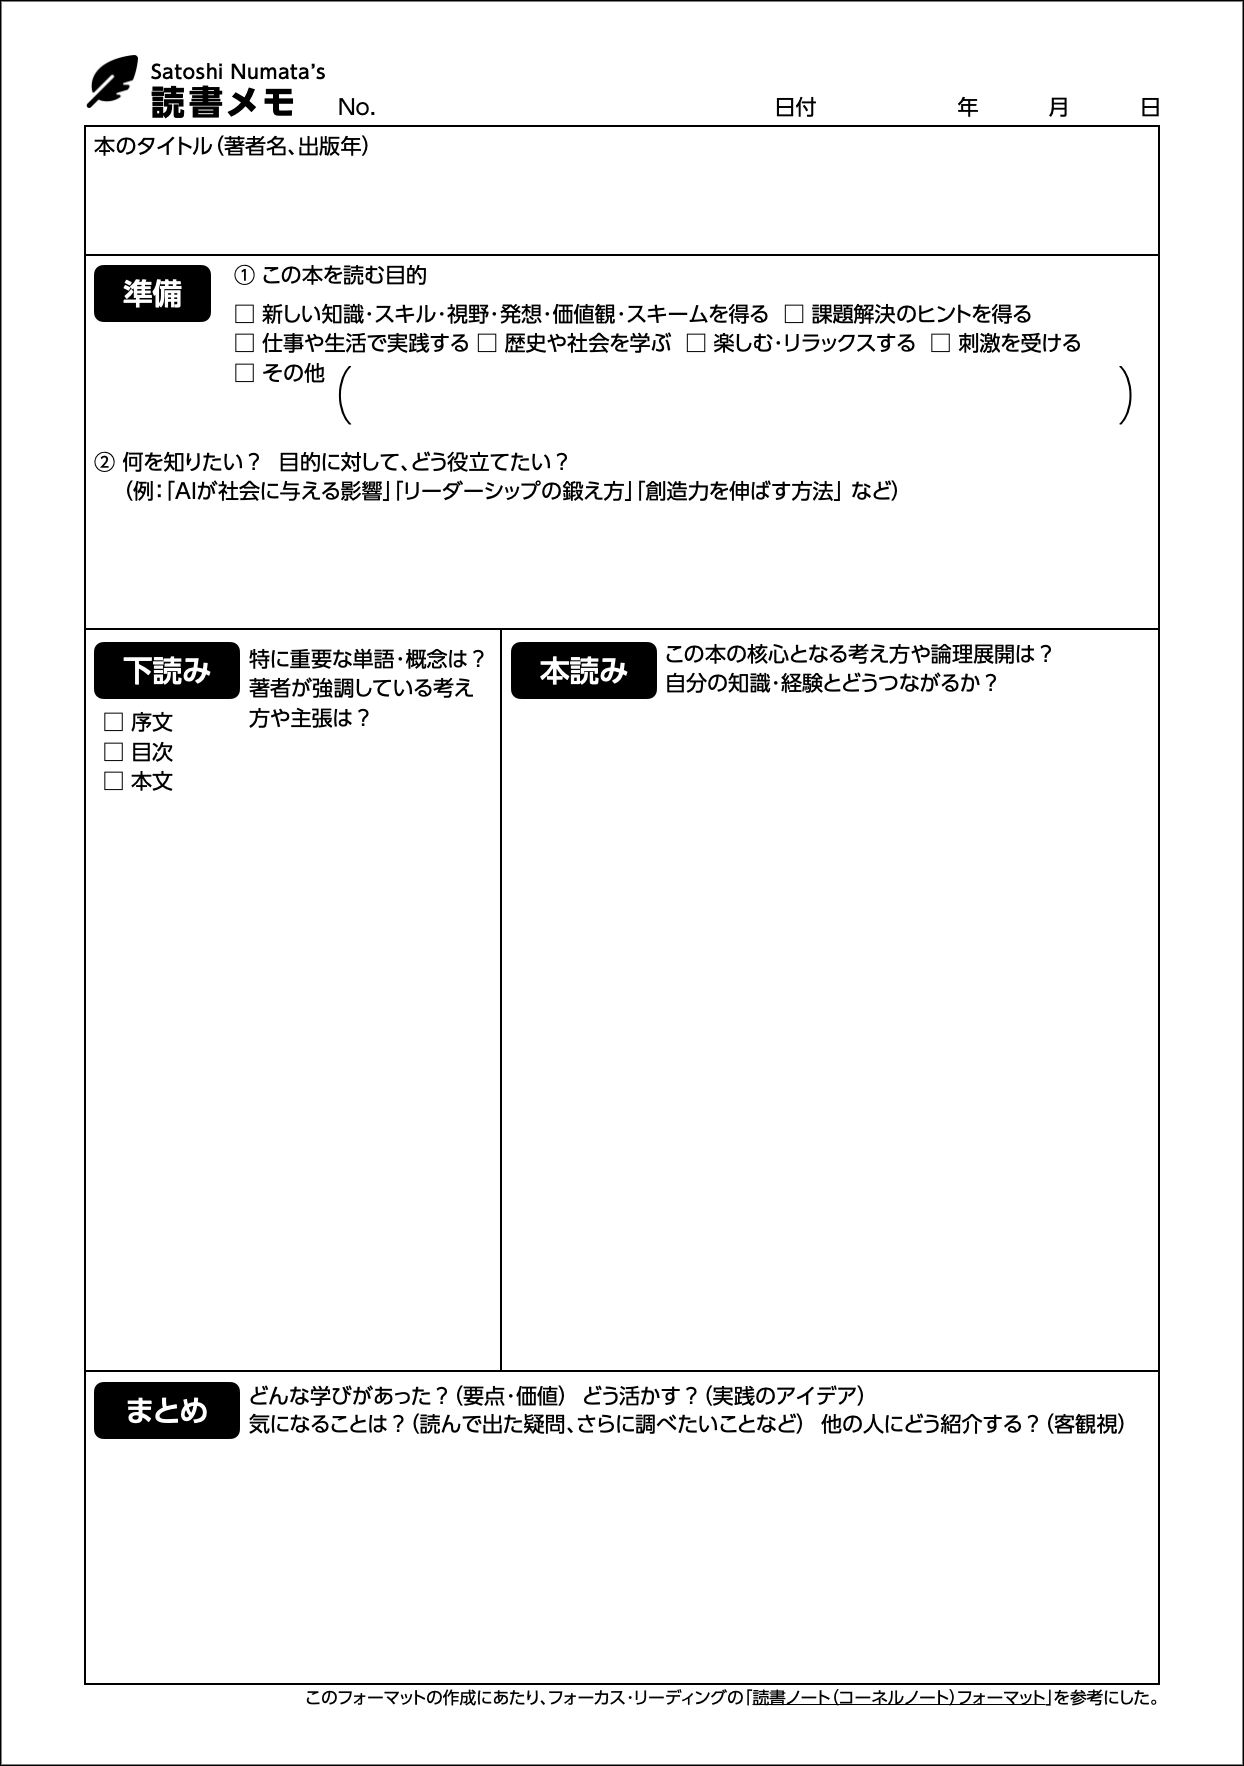 Satoshi Numata's
読書メモ No. 日付 年 月 日
本のタイトル（著者名、出版年）
準備
① この本を読む目的
□ 新しい知識・スキル・視野・発想・価値観・スキームを得る □ 課題解決のヒントを得る
□ 仕事や生活で実践する □ 歴史や社会を学ぶ □ 楽しむ・リラックスする □ 刺激を受ける
□ その他 （ ）
② 何を知りたい？ 目的に対して、どう役立てたい？
（例：「AIが社会に与える影響」「リーダーシップの鍛え方」「創造力を伸ばす方法」 など）
下読み
特に重要な単語・概念は？
著者が強調している考え
方や主張は？
□ 序文
□ 目次
□ 本文
本読み
この本の核心となる考え方や論理展開は？
自分の知識・経験とどうつながるか？
まとめ
どんな学びがあった？（要点・価値） どう活かす？（実践のアイデア）
気になることは？（読んで出た疑問、さらに調べたいことなど） 他の人にどう紹介する？（客観視）
このフォーマットの作成にあたり、フォーカス・リーディングの「読書ノート（コーネルノート）フォーマット」を参考にした。